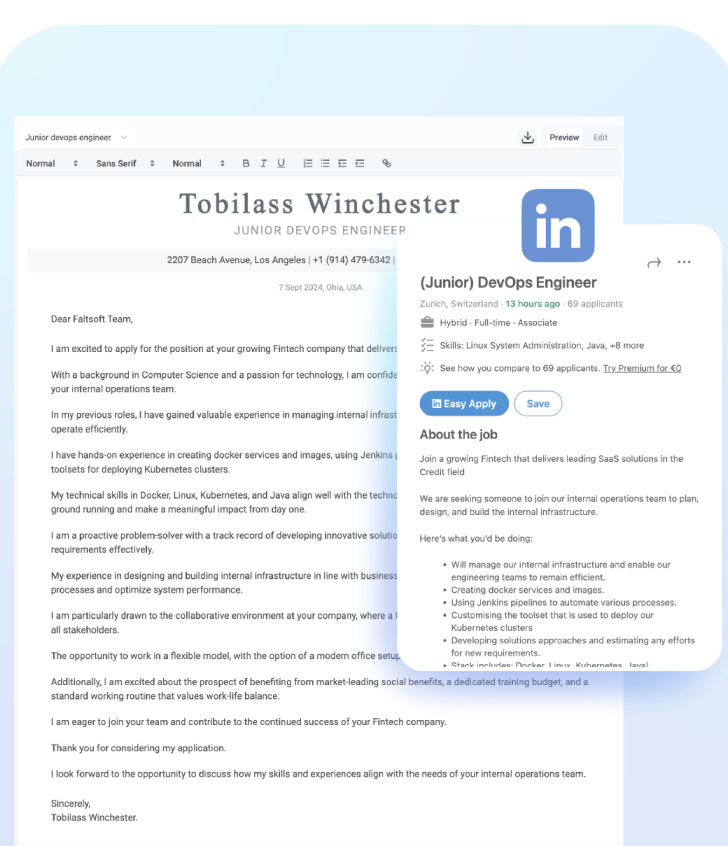 Junior devops engineer
Preview Edit
Normal Sans Serif Normal B I U
Tobilass Winchester
JUNIOR DEVOPS ENGINEER
2207 Beach Avenue, Los Angeles | +1 (914) 479-6342 |
7 Sept 2024, Ohia, USA
Dear Faltsoft Team,
I am excited to apply for the position at your growing Fintech company that delivers
With a background in Computer Science and a passion for technology, I am
your internal operations team.
In my previous roles, I have gained valuable experience in managing internal
operate efficiently.
I have hands-on experience in creating docker services and images, using Jenkins
toolsets for deploying Kubernetes clusters.
My technical skills in Docker, Linux, Kubernetes, and Java align well with the
ground running and make a meaningful impact from day one.
I am a proactive problem-solver with a track record of developing innovative
requirements effectively.
My experience in designing and building internal infrastructure in line with business
processes and optimize system performance.
I am particularly drawn to the collaborative environment at your company, where a
all stakeholders.
The opportunity to work in a flexible model, with the option of a modern office
Additionally, I am excited about the prospect of benefiting from market-leading social benefits, a dedicated training budget, and a
standard working routine that values work-life balance.
I am eager to join your team and contribute to the continued success of your Fintech company.
Thank you for considering my application.
I look forward to the opportunity to discuss how my skills and experiences align with the needs of your internal operations team.
Sincerely,
Tobilass Winchester.
in
(Junior) DevOps Engineer
Zurich, Switzerland · 13 hours ago · 69 applicants
Hybrid · Full-time · Associate
Skills: Linux System Administration, Java, +8 more
See how you compare to 69 applicants. Try Premium for €0
in Easy Apply Save
About the job
Join a growing Fintech that delivers leading SaaS solutions in the
Credit field
We are seeking someone to join our internal operations team to plan,
design, and build the internal infrastructure.
Here's what you'd be doing:
• Will manage our internal infrastructure and enable our
engineering teams to remain efficient.
• Creating docker services and images.
• Using Jenkins pipelines to automate various processes.
• Customising the toolset that is used to deploy our
Kubernetes clusters
• Developing solutions approaches and estimating any efforts
for new requirements.
• Stack includes: Docker, Linux, Kubernetes, Java)